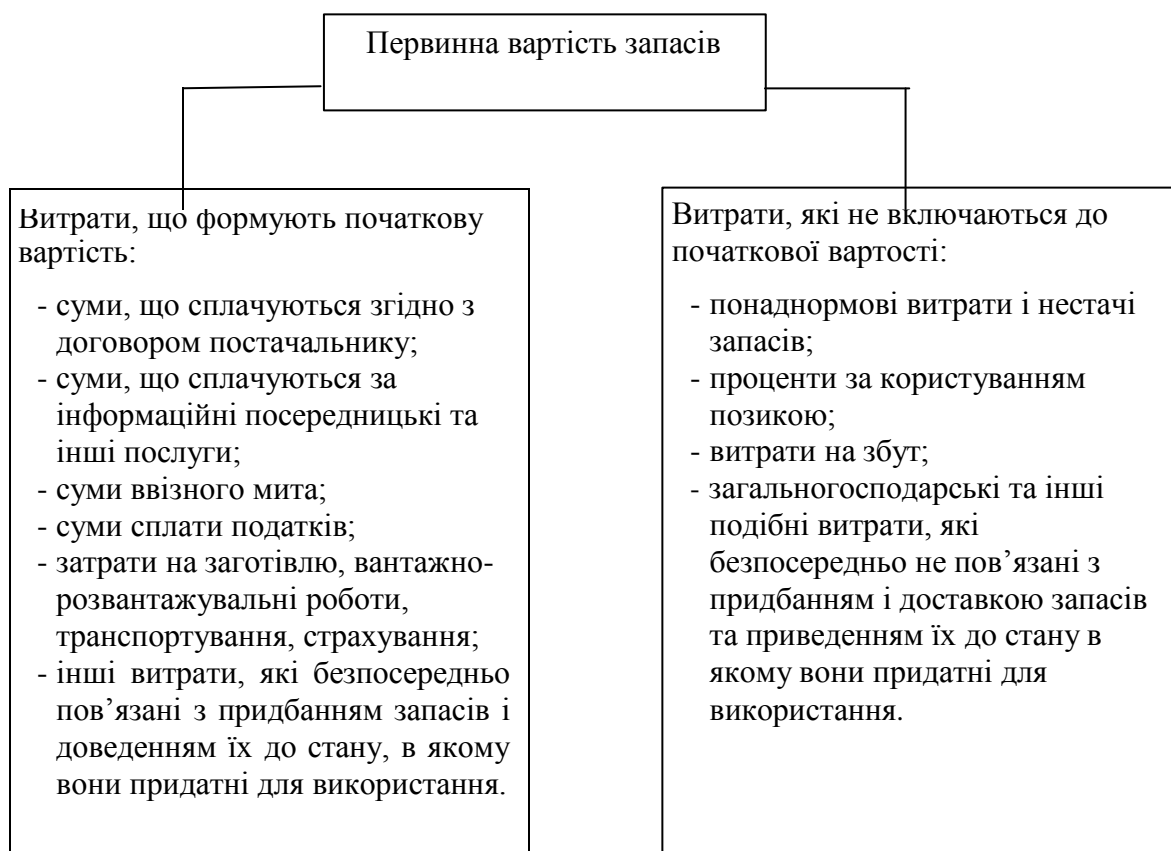 Первинна вартість запасів
Витрати, що формують початкову
вартість:
- суми, що сплачуються згідно з
договором постачальнику;
- суми, що сплачуються за
інформаційні посередницькі та
інші послуги;
- суми ввізного мита;
- суми сплати податків;
- затрати на заготівлю, вантажно-
розвантажувальні роботи,
транспортування, страхування;
- інші витрати, які безпосередньо
пов’язані з придбанням запасів і
доведенням їх до стану, в якому
вони придатні для використання.
Витрати, які не включаються до
початкової вартості:
- понаднормові витрати і нестачі
запасів;
- проценти за користуванням
позикою;
- витрати на збут;
- загальногосподарські та інші
подібні витрати, які
безпосередньо не пов’язані з
придбанням і доставкою запасів
та приведенням їх до стану в
якому вони придатні для
використання.